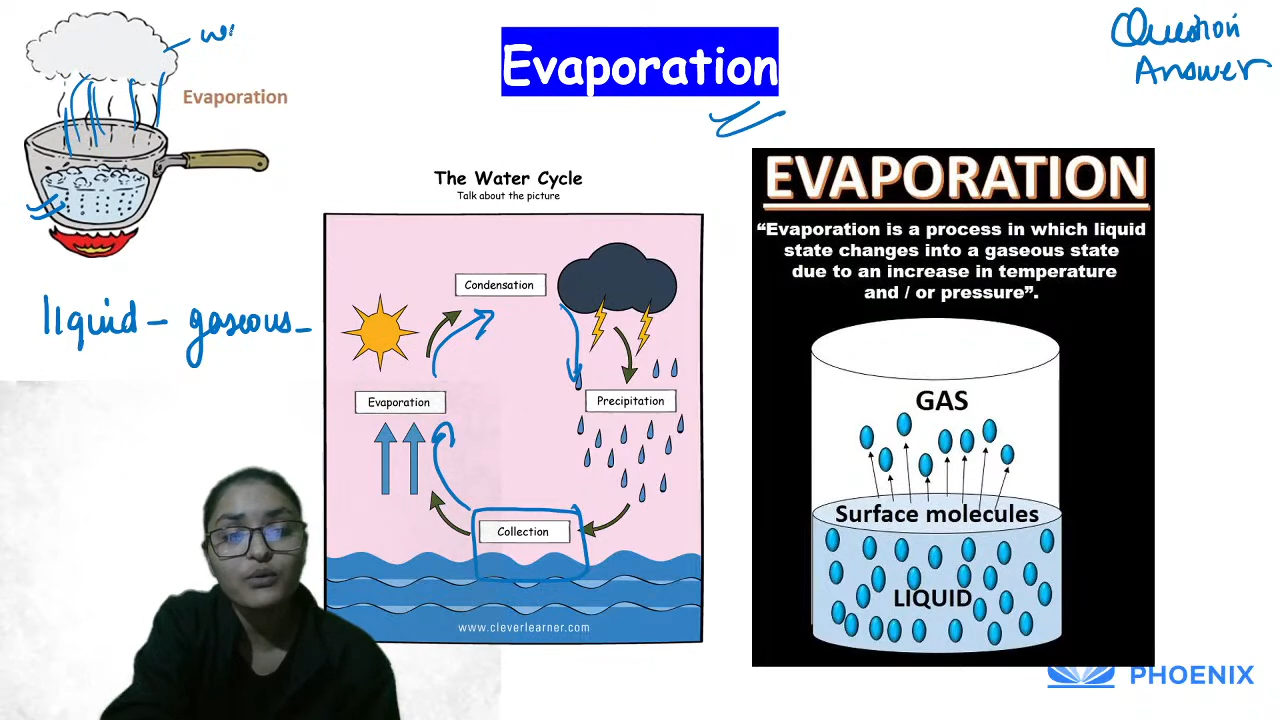 Evaporation
Question
Answer
Evaporation
liquid - gaseous -
The Water Cycle
Talk about the picture
Condensation
Evaporation
Precipitation
Collection
www.cleverlearner.com
EVAPORATION
“Evaporation is a process in which liquid
state changes into a gaseous state
due to an increase in temperature
and / or pressure”.
GAS
Surface molecules
LIQUID
PHOENIX